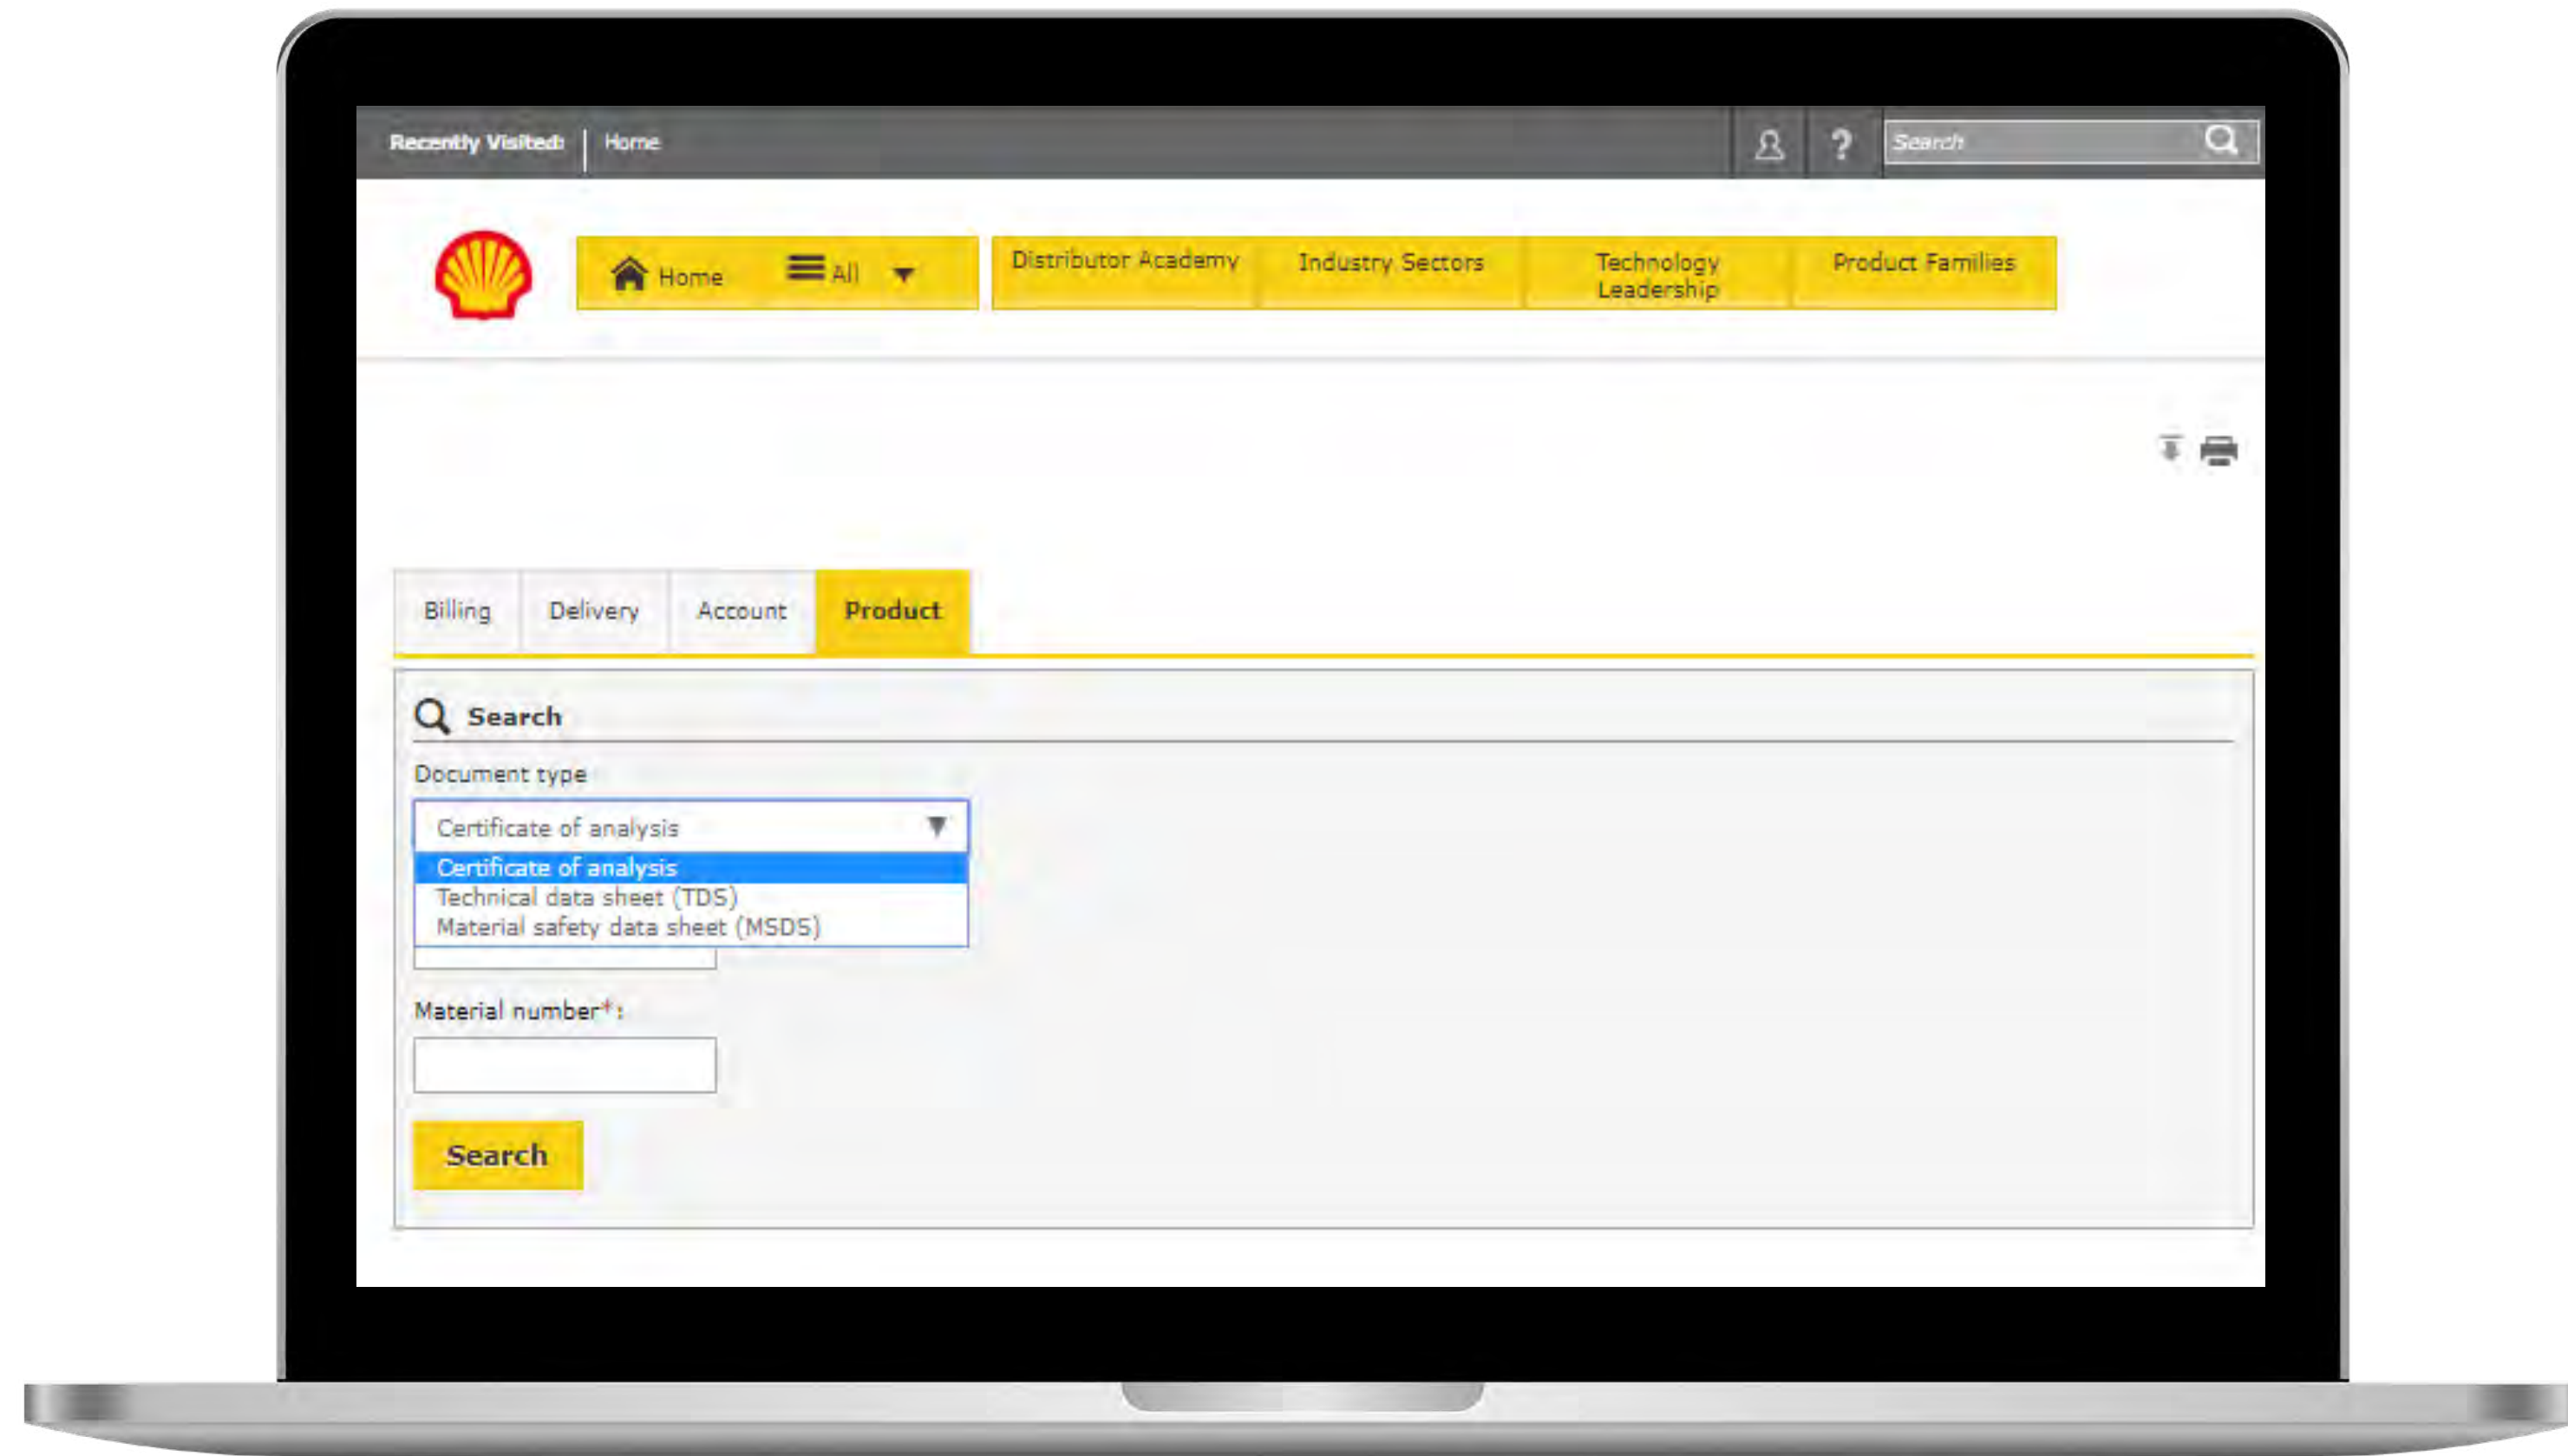 Recently Visited: Home
? Search
Home All
Distributor Academy Industry Sectors Technology Leadership Product Families
Billing Delivery Account Product
Search
Document type
Certificate of analysis
Certificate of analysis
Technical data sheet (TDS)
Material safety data sheet (MSDS)
Material number*:
Search